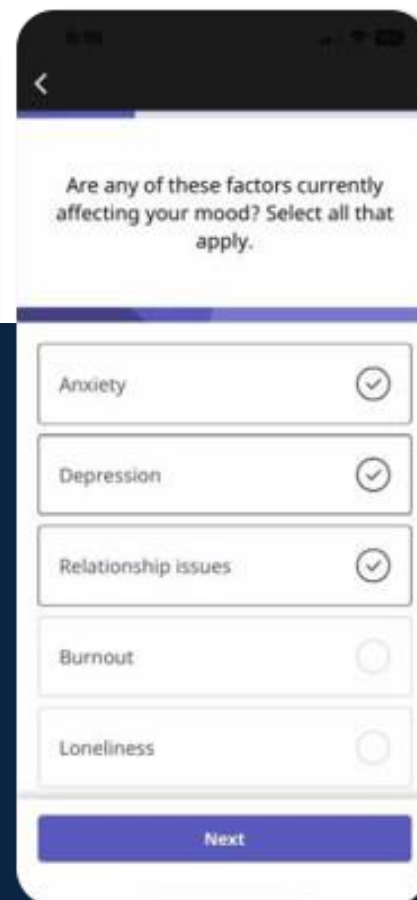 Are any of these factors currently
affecting your mood? Select all that
apply.
Anxiety
Depression
Relationship issues
Burnout
Loneliness
Next